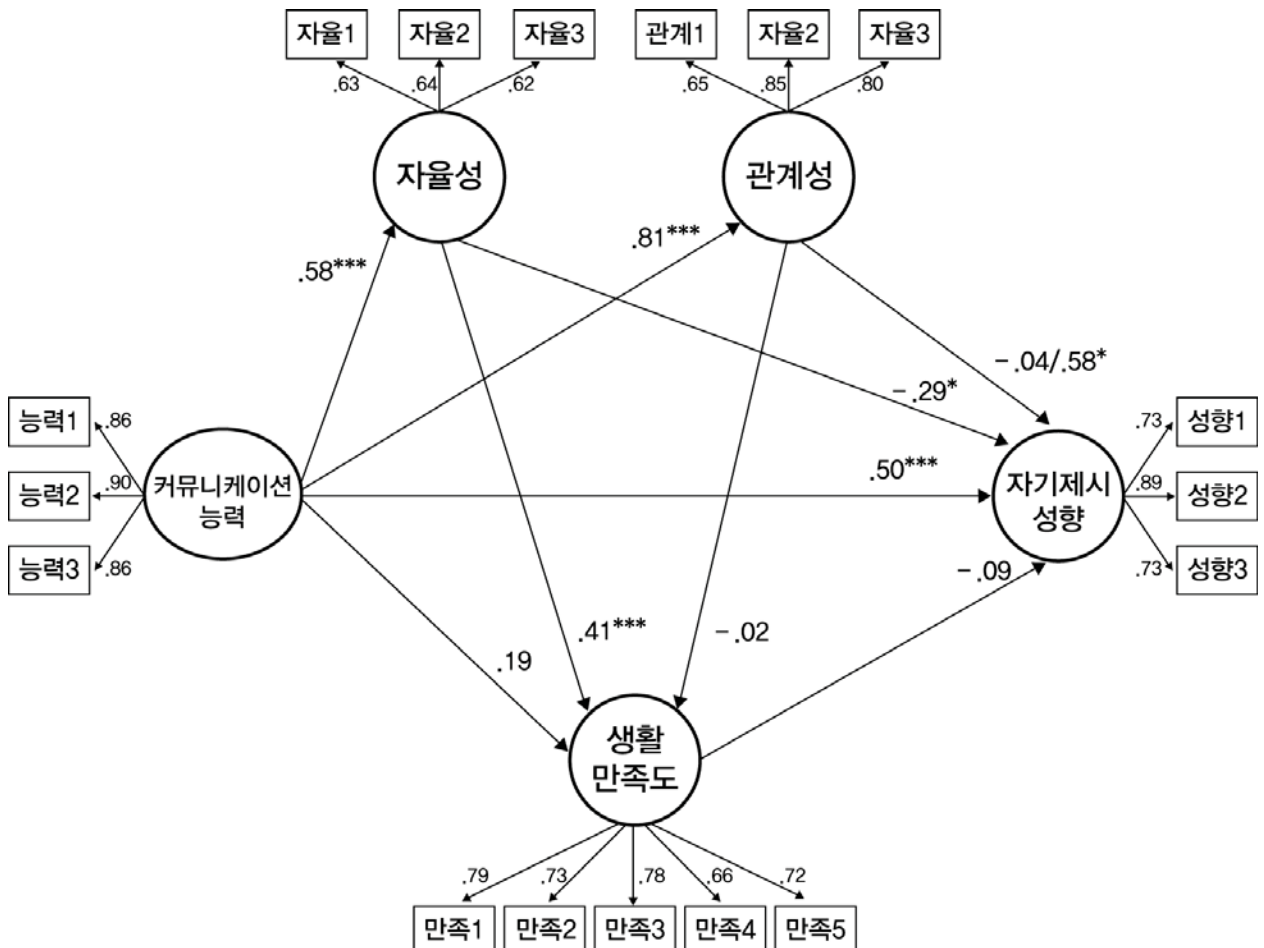 자율1 자율2 자율3 관계1 자율2 자율3
.63 .64 .62 .65 .85 .80
자율성 관계성
.58***
.81***
-.04/.58*
-.29*
능력1 .86
능력2 .90
능력3 .86
커뮤니케이션
능력
.50***
자기제시
성향
.73 성향1
.89 성향2
.73 성향3
-.09
.41***
-.02
.19
생활
만족도
.79 .73 .78 .66 .72
만족1 만족2 만족3 만족4 만족5